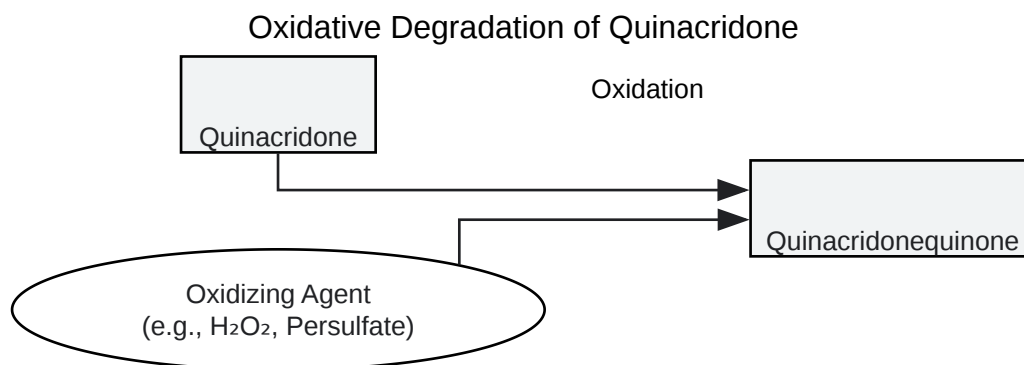 Oxidative Degradation of Quinacridone
Oxidation
Quinacridone
Quinacridonequinone
Oxidizing Agent
(e.g., H₂O₂, Persulfate)